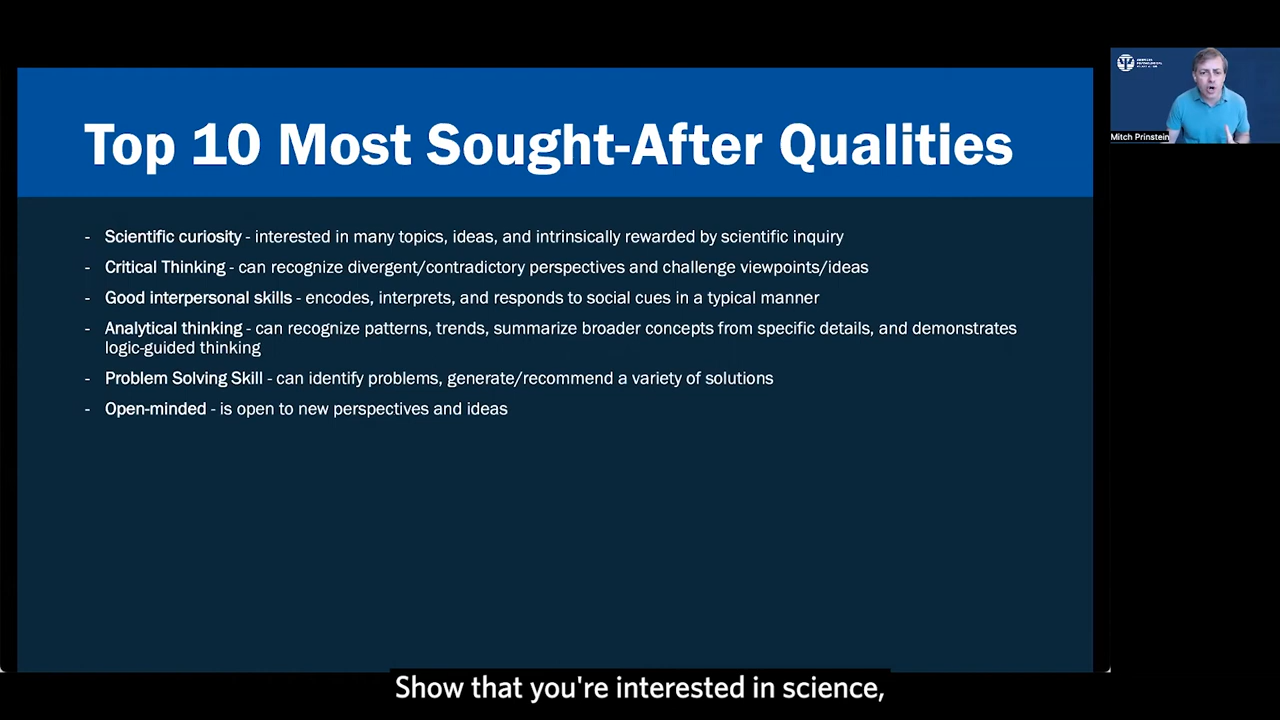 Top 10 Most Sought-After Qualities
- Scientific curiosity - interested in many topics, ideas, and intrinsically rewarded by scientific inquiry
- Critical Thinking - can recognize divergent/contradictory perspectives and challenge viewpoints/ideas
- Good interpersonal skills - encodes, interprets, and responds to social cues in a typical manner
- Analytical thinking - can recognize patterns, trends, summarize broader concepts from specific details, and demonstrates
logic-guided thinking
- Problem Solving Skill - can identify problems, generate/recommend a variety of solutions
- Open-minded - is open to new perspectives and ideas
Mitch Prinstein
Show that you're interested in science,